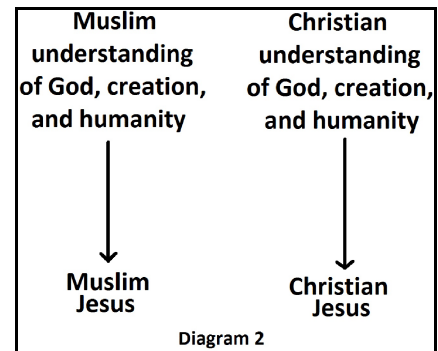 Muslim
understanding
of God, creation,
and humanity
Christian
understanding
of God, creation,
and humanity
Muslim
Jesus
Christian
Jesus
Diagram 2